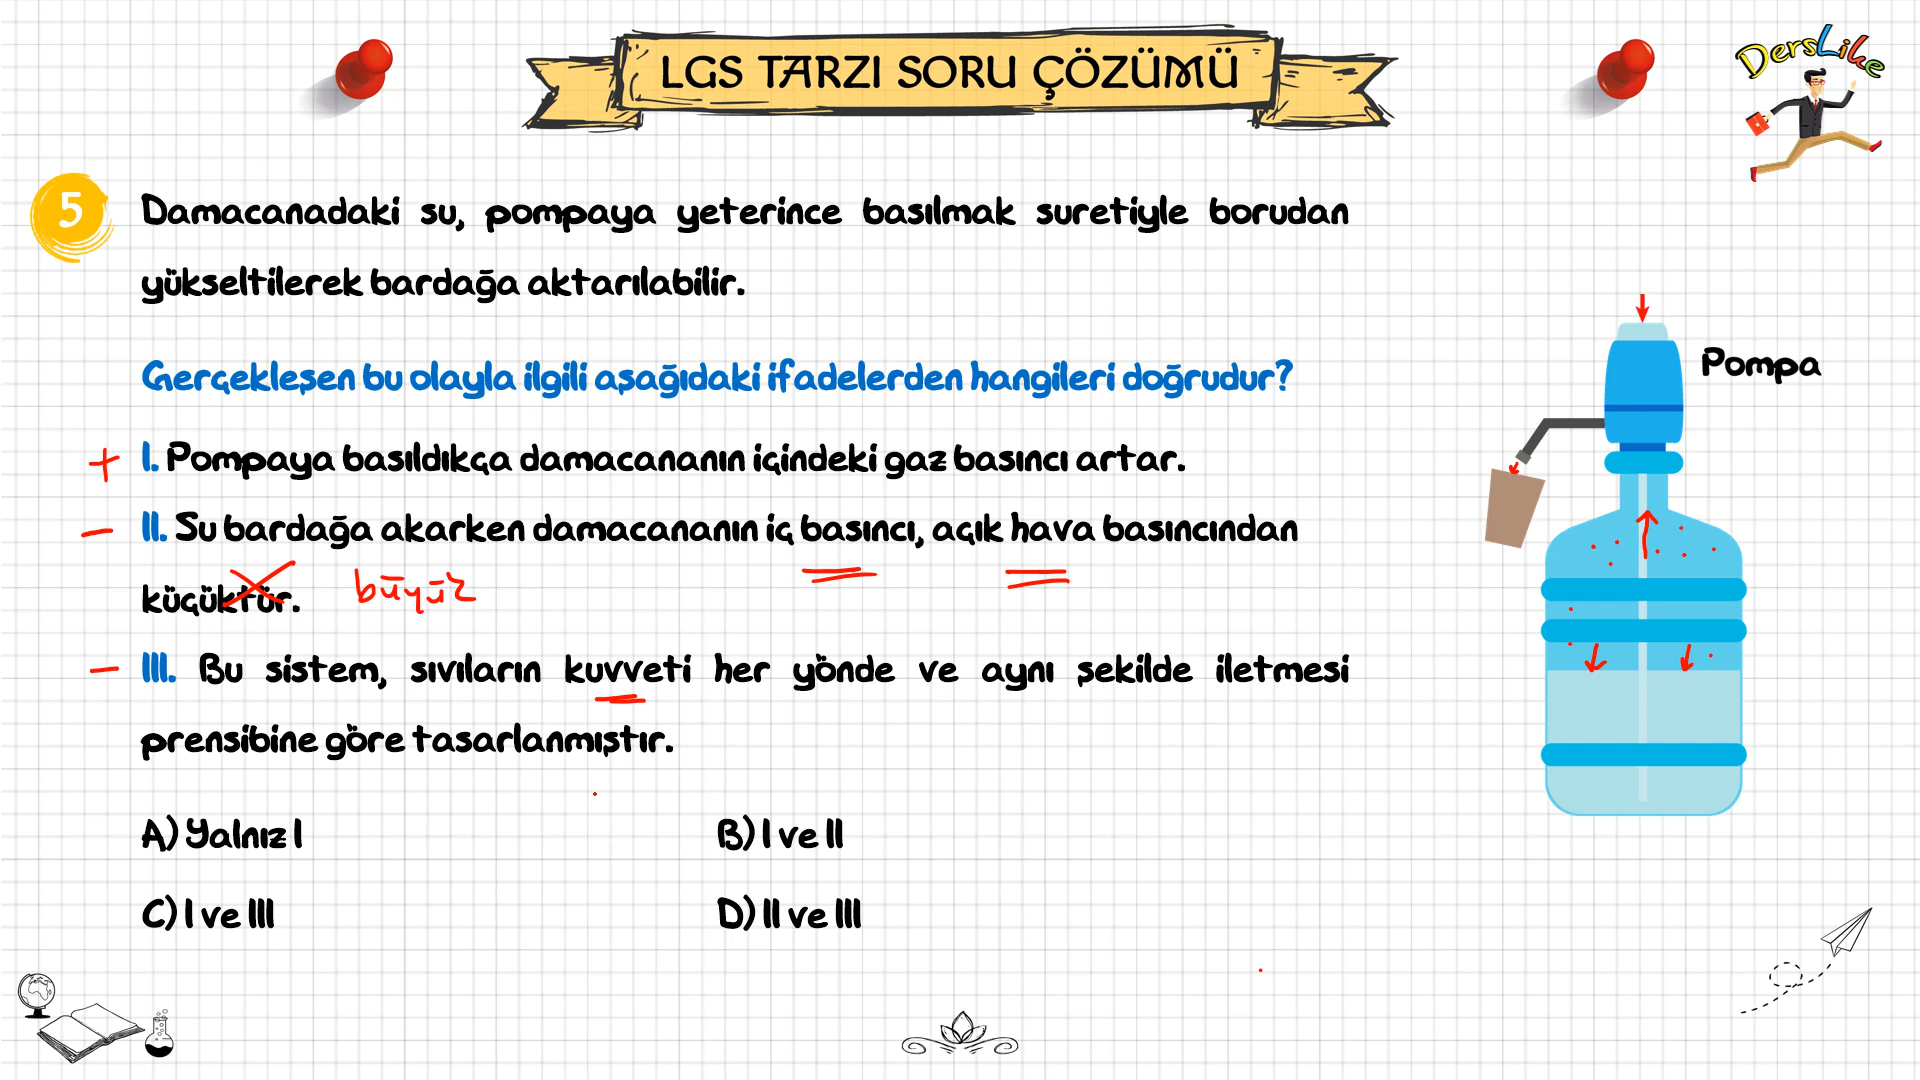 LGS TARZI SORU ÇÖZÜMÜ
DersLike
5
Damacanadaki su, pompaya yeterince basılmak suretiyle borudan
yükseltilerek bardağa aktarılabilir.
Gerçekleşen bu olayla ilgili aşağıdaki ifadelerden hangileri doğrudur?
+ I. Pompaya basıldıkça damacananın içindeki gaz basıncı artar.
- II. Su bardağa akarken damacananın iç basıncı, açık hava basıncından
küçüktür. büyük
- III. Bu sistem, sıvıların kuvveti her yönde ve aynı şekilde iletmesi
prensibine göre tasarlanmıştır.
A) Yalnız I
B) I ve II
C) I ve III
D) II ve III
Pompa